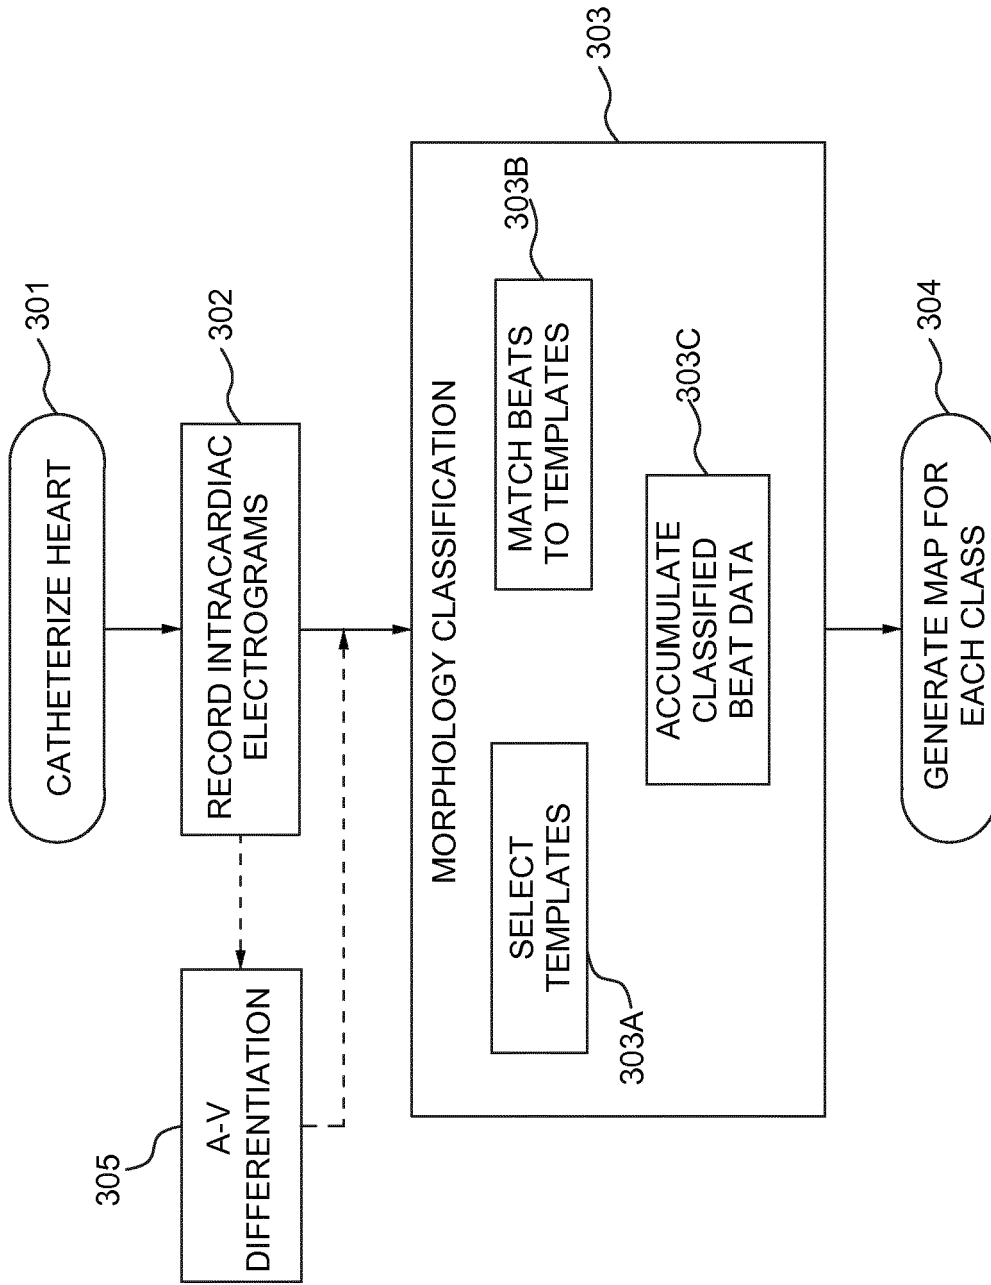 301
CATHETERIZE HEART
302
RECORD INTRACARDIAC
ELECTROGRAMS
305
A-V
DIFFERENTIATION
303
MORPHOLOGY CLASSIFICATION
SELECT
TEMPLATES
303A
303B
MATCH BEATS
TO TEMPLATES
303C
ACCUMULATE
CLASSIFIED
BEAT DATA
304
GENERATE MAP FOR
EACH CLASS